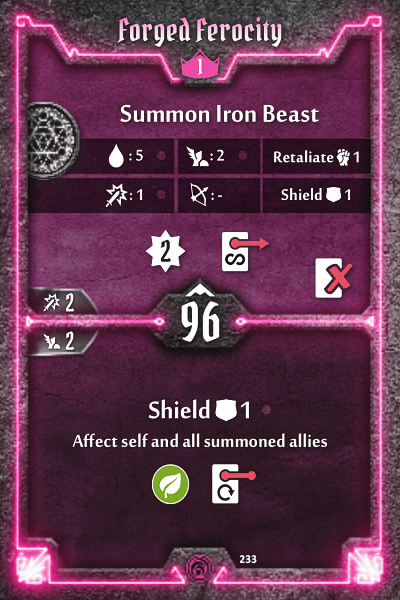 Forged Ferocity
1
Summon Iron Beast
: 5
: 2
Retaliate 1
: 1
: -
Shield 1
2
S
2
96
2
Shield 1
Affect self and all summoned allies
233